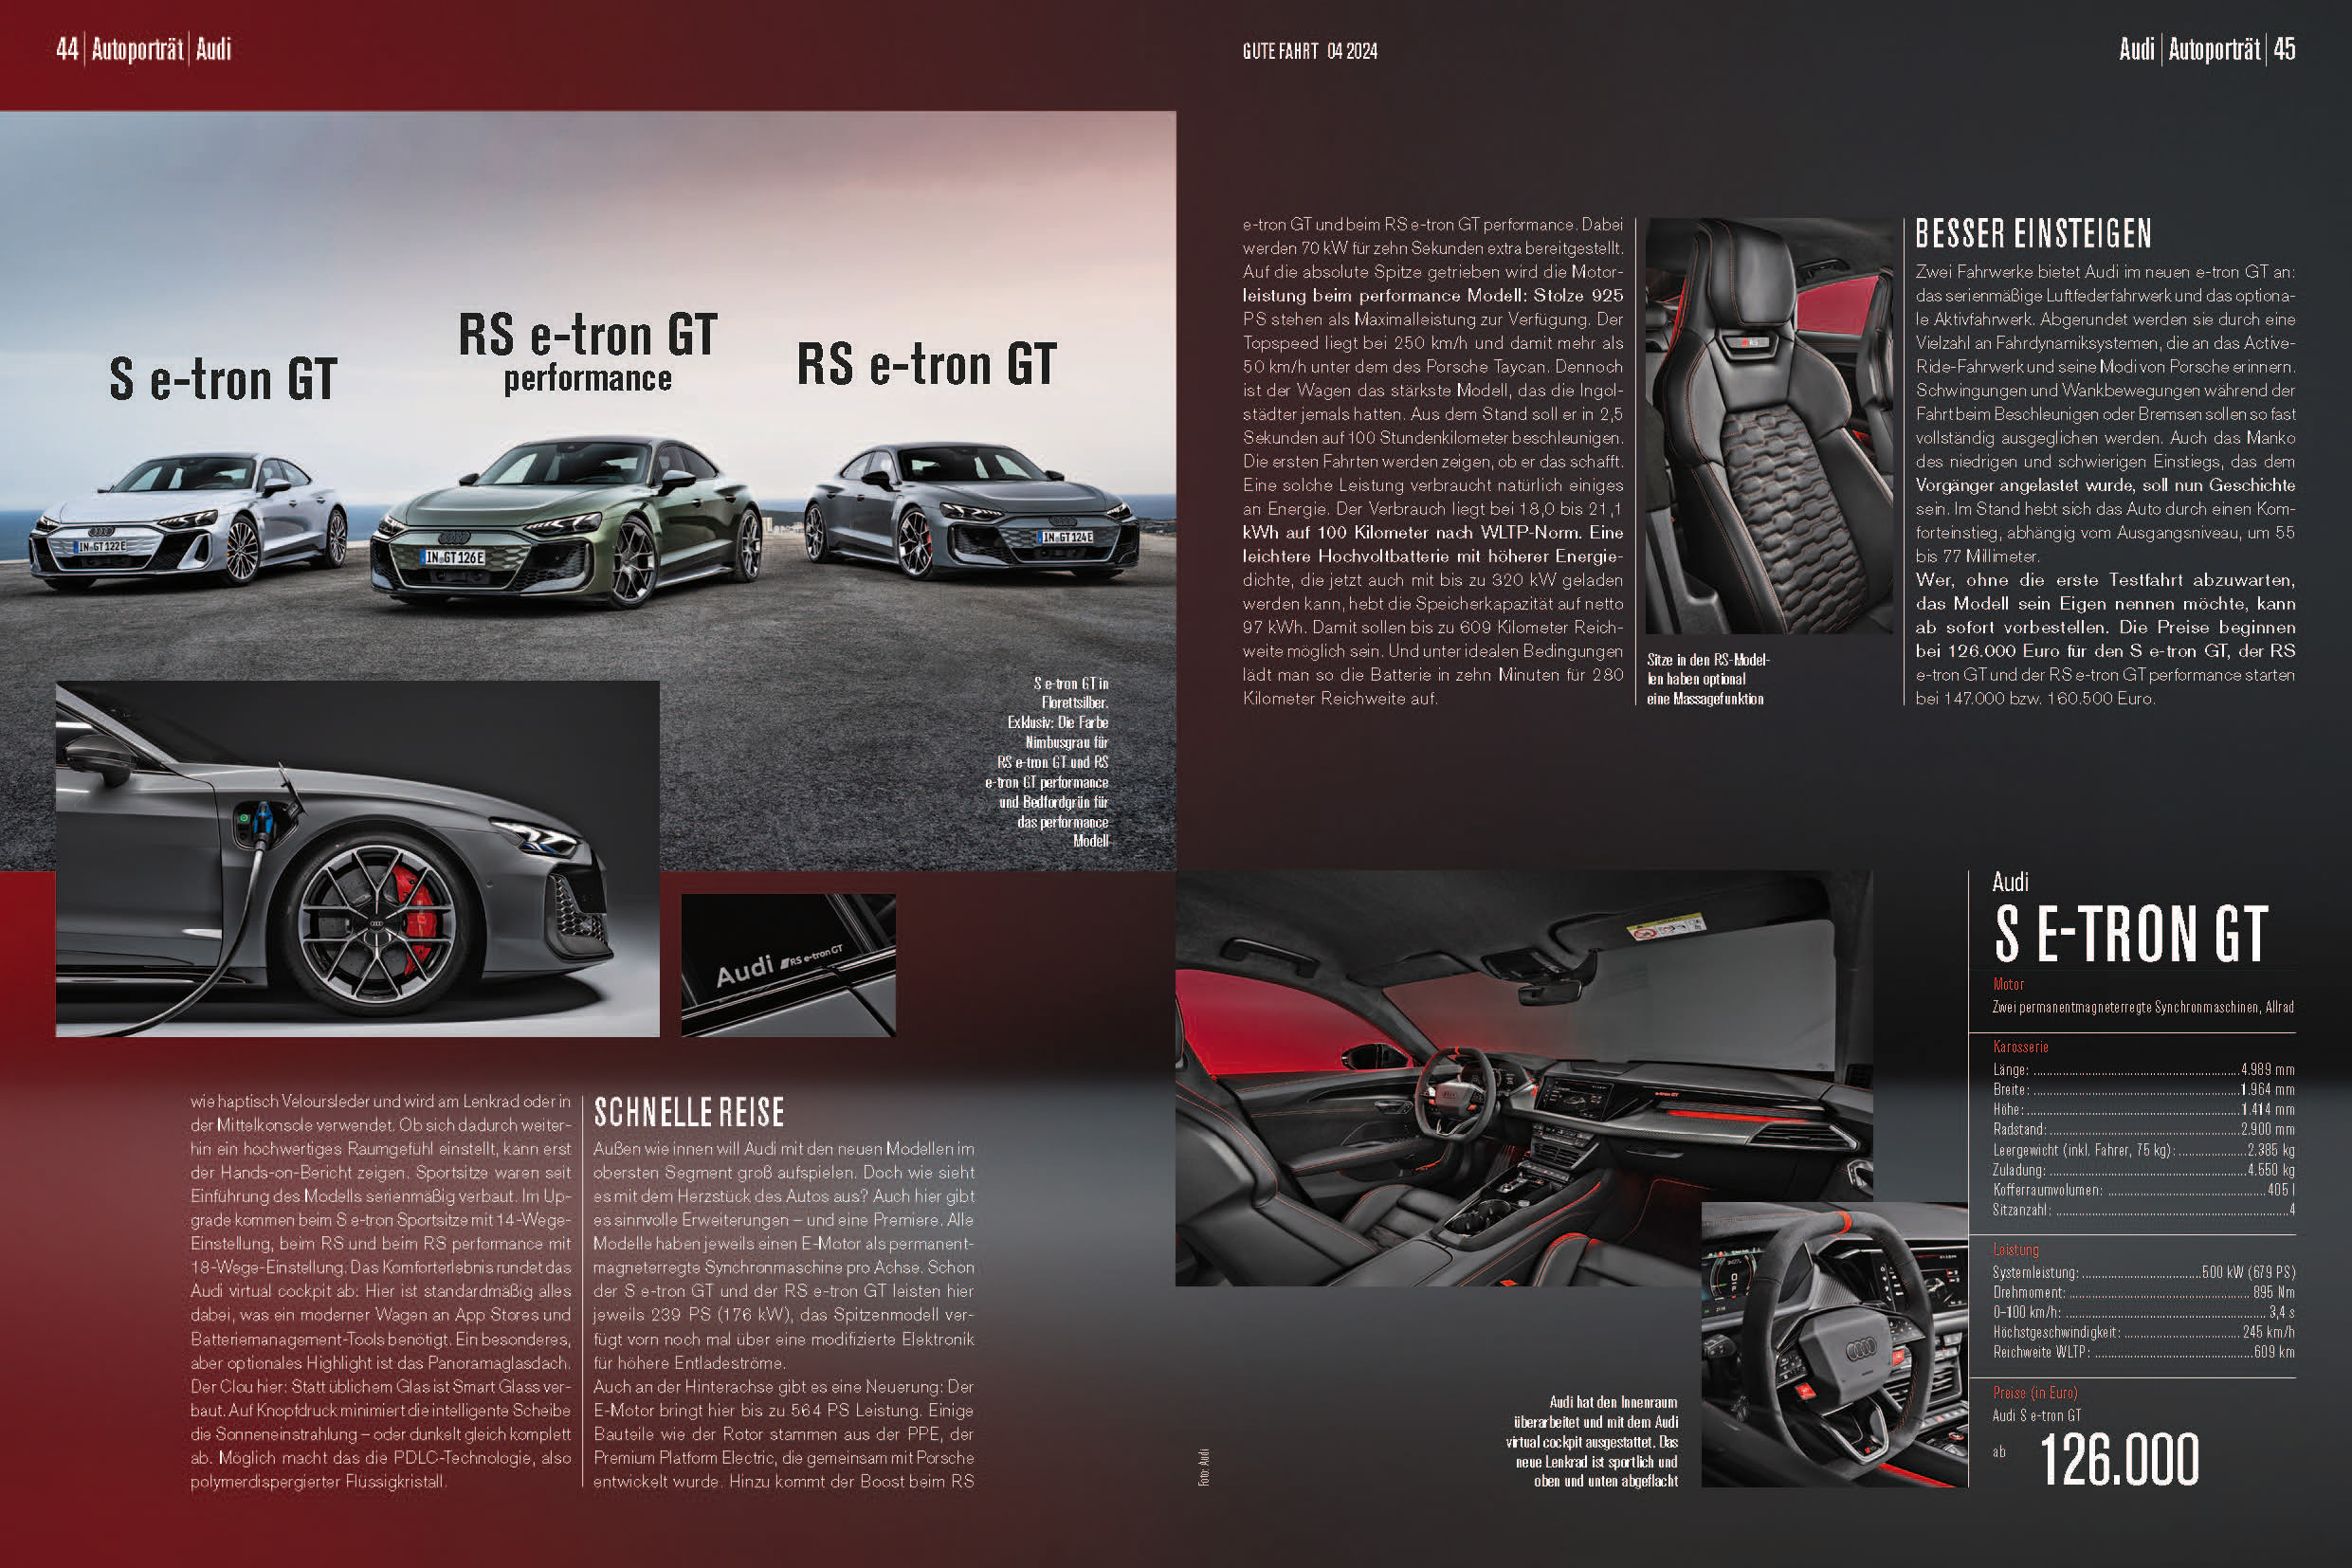 44 | Autoporträt | Audi
GUTE FAHRT 04 2024
Audi | Autoporträt | 45
S e-tron GT
RS e-tron GT
performance
RS e-tron GT
IN GT 122E
IN GT 126E
IN GT 124E
S e-tron GT in
Florettsilber.
Exklusiv: Die Farbe
Nimbusgrau für
RS e-tron GT und RS
e-tron GT performance
und Bedfordgrün für
das performance
Modell
Audi RS e-tron GT
wie haptisch Veloursleder und wird am Lenkrad oder in
der Mittelkonsole verwendet. Ob sich dadurch weiter-
hin ein hochwertiges Raumgefühl einstellt, kann erst
der Hands-on-Bericht zeigen. Sportsitze waren seit
Einführung des Modells serienmäßig verbaut. Im Up-
grade kommen beim S e-tron Sportsitze mit 14-Wege-
Einstellung, beim RS und beim RS performance mit
18-Wege-Einstellung. Das Komforterlebnis rundet das
Audi virtual cockpit ab: Hier ist standardmäßig alles
dabei, was ein moderner Wagen an App Stores und
Batteriemanagement-Tools benötigt. Ein besonderes,
aber optionales Highlight ist das Panoramaglasdach.
Der Clou hier: Statt üblichem Glas ist Smart Glass ver-
baut. Auf Knopfdruck minimiert die intelligente Scheibe
die Sonneneinstrahlung – oder dunkelt gleich komplett
ab. Möglich macht das die PDLC-Technologie, also
polymerdispergierter Flüssigkristall.
SCHNELLE REISE
Außen wie innen will Audi mit den neuen Modellen im
obersten Segment groß aufspielen. Doch wie sieht
es mit dem Herzstück des Autos aus? Auch hier gibt
es sinnvolle Erweiterungen – und eine Premiere. Alle
Modelle haben jeweils einen E-Motor als permanent-
magneterregte Synchronmaschine pro Achse. Schon
der S e-tron GT und der RS e-tron GT leisten hier
jeweils 239 PS (176 kW), das Spitzenmodell ver-
fügt vorn noch mal über eine modifizierte Elektronik
für höhere Entladeströme.
Auch an der Hinterachse gibt es eine Neuerung: Der
E-Motor bringt hier bis zu 564 PS Leistung. Einige
Bauteile wie der Rotor stammen aus der PPE, der
Premium Platform Electric, die gemeinsam mit Porsche
entwickelt wurde. Hinzu kommt der Boost beim RS
e-tron GT und beim RS e-tron GT performance. Dabei
werden 70 kW für zehn Sekunden extra bereitgestellt.
Auf die absolute Spitze getrieben wird die Motor-
leistung beim performance Modell: Stolze 925
PS stehen als Maximalleistung zur Verfügung. Der
Topspeed liegt bei 250 km/h und damit mehr als
50 km/h unter dem des Porsche Taycan. Dennoch
ist der Wagen das stärkste Modell, das die Ingol-
städter jemals hatten. Aus dem Stand soll er in 2,5
Sekunden auf 100 Stundenkilometer beschleunigen.
Die ersten Fahrten werden zeigen, ob er das schafft.
Eine solche Leistung verbraucht natürlich einiges
an Energie. Der Verbrauch liegt bei 18,0 bis 21,1
kWh auf 100 Kilometer nach WLTP-Norm. Eine
leichtere Hochvoltbatterie mit höherer Energie-
dichte, die jetzt auch mit bis zu 320 kW geladen
werden kann, hebt die Speicherkapazität auf netto
97 kWh. Damit sollen bis zu 609 Kilometer Reich-
weite möglich sein. Und unter idealen Bedingungen
lädt man so die Batterie in zehn Minuten für 280
Kilometer Reichweite auf.
RS
Sitze in den RS-Model-
len haben optional
eine Massagefunktion
BESSER EINSTEIGEN
Zwei Fahrwerke bietet Audi im neuen e-tron GT an:
das serienmäßige Luftfederfahrwerk und das optiona-
le Aktivfahrwerk. Abgerundet werden sie durch eine
Vielzahl an Fahrdynamiksystemen, die an das Active-
Ride-Fahrwerk und seine Modi von Porsche erinnern.
Schwingungen und Wankbewegungen während der
Fahrt beim Beschleunigen oder Bremsen sollen so fast
vollständig ausgeglichen werden. Auch das Manko
des niedrigen und schwierigen Einstiegs, das dem
Vorgänger angelastet wurde, soll nun Geschichte
sein. Im Stand hebt sich das Auto durch einen Kom-
forteinstieg, abhängig vom Ausgangsniveau, um 55
bis 77 Millimeter.
Wer, ohne die erste Testfahrt abzuwarten,
das Modell sein Eigen nennen möchte, kann
ab sofort vorbestellen. Die Preise beginnen
bei 126.000 Euro für den S e-tron GT, der RS
e-tron GT und der RS e-tron GT performance starten
bei 147.000 bzw. 160.500 Euro.
e-tron GT
Audi hat den Innenraum
überarbeitet und mit dem Audi
virtual cockpit ausgestattet. Das
neue Lenkrad ist sportlich und
oben und unten abgeflacht
Foto: Audi
Audi
S E-TRON GT
Motor
Zwei permanentmagneterregte Synchronmaschinen, Allrad
Karosserie
Länge: 4.989 mm
Breite: 1.964 mm
Höhe: 1.414 mm
Radstand: 2.900 mm
Leergewicht (inkl. Fahrer, 75 kg): 2.385 kg
Zuladung: 4.550 kg
Kofferraumvolumen: 405 l
Sitzanzahl: 4
Leistung
Systemleistung: 500 kW (679 PS)
Drehmoment: 895 Nm
0–100 km/h: 3,4 s
Höchstgeschwindigkeit: 245 km/h
Reichweite WLTP: 609 km
Preise (in Euro)
Audi S e-tron GT
ab 126.000